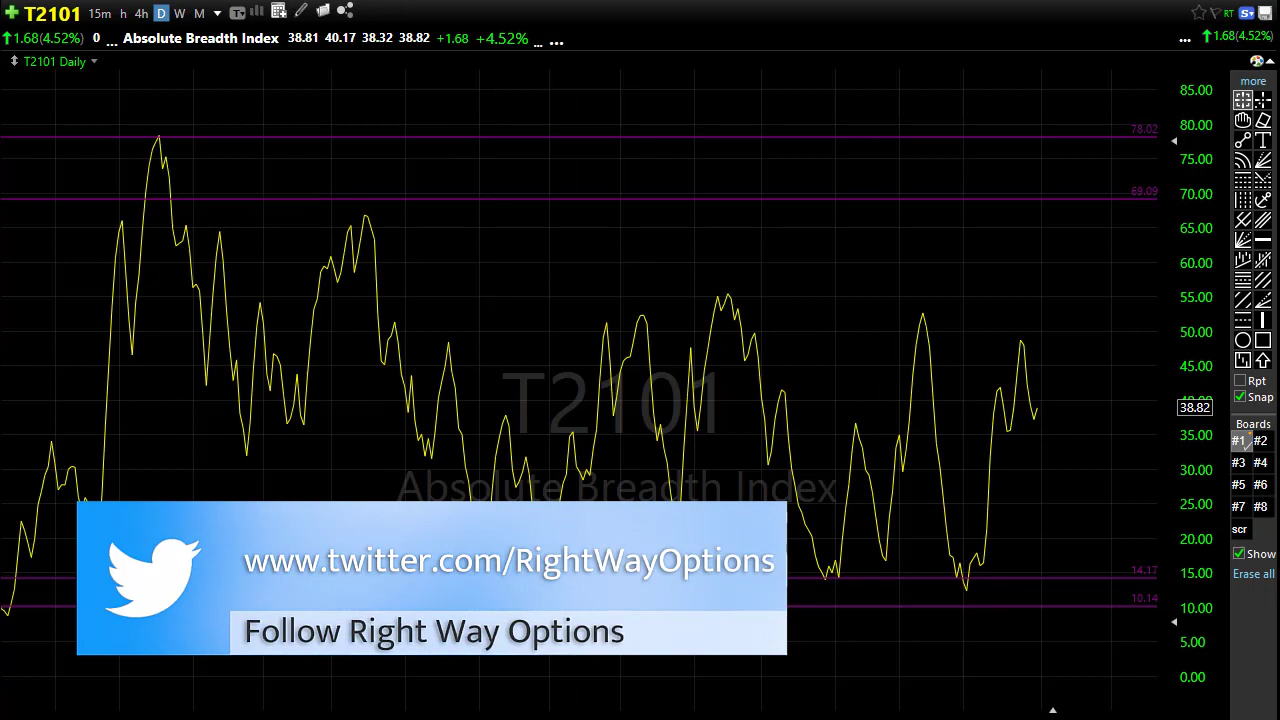 T2101 15m h 4h D W M RT S
1.68(4.52%) 0 ... Absolute Breadth Index 38.81 40.17 38.32 38.82 +1.68 +4.52% ... ... ... 1.68(4.52%)
T2101 Daily
more
85.00
80.00
78.02
75.00
70.00
69.09
65.00
60.00
55.00
50.00
45.00
T2101
40.00
38.82
35.00
30.00
Absolute Breadth Index
25.00
20.00
15.00
14.17
10.00
10.14
5.00
0.00
Rpt
Snap
Boards
#1 #2
#3 #4
#5 #6
#7 #8
scr
Show
Erase all
www.twitter.com/RightWayOptions
Follow Right Way Options